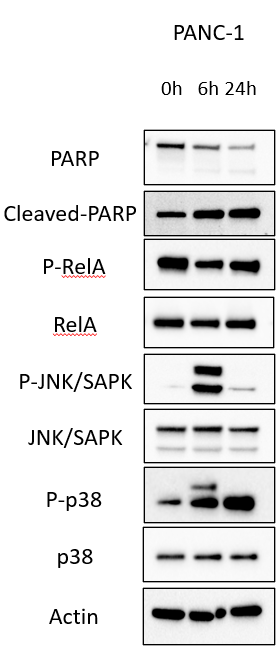 PANC-1
0h 6h 24h
PARP
Cleaved-PARP
P-RelA
RelA
P-JNK/SAPK
JNK/SAPK
P-p38
p38
Actin